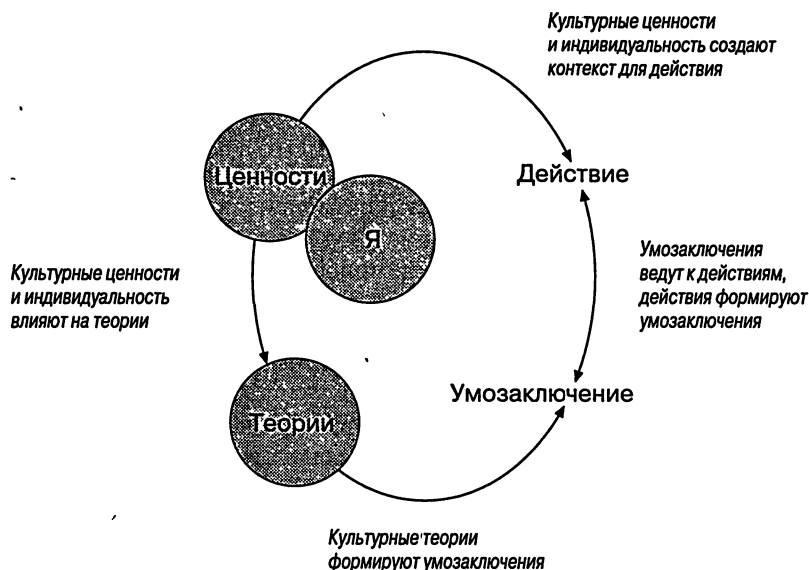 Культурные ценности
и индивидуальность создают
контекст для действия
Ценности
Действие
Я
Культурные ценности
и индивидуальность
влияют на теории
Умозаключения
ведут к действиям,
действия формируют
умозаключения
Умозаключение
Теории
Культурные теории
формируют умозаключения